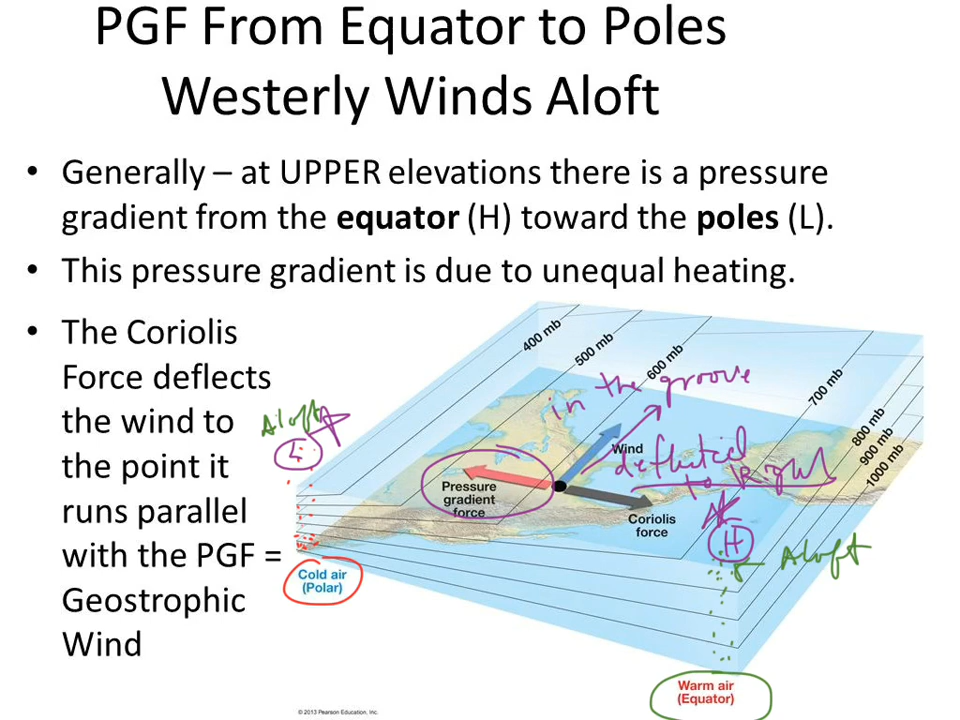 PGF From Equator to Poles
Westerly Winds Aloft
• Generally – at UPPER elevations there is a pressure
gradient from the equator (H) toward the poles (L).
• This pressure gradient is due to unequal heating.
• The Coriolis
Force deflects
the wind to
the point it
runs parallel
with the PGF =
Geostrophic
Wind
400 mb
500 mb
600 mb
700 mb
800 mb
900 mb
1000 mb
in the groove
Aloft
L
Wind
deflected
to Right
Pressure
gradient
force
Coriolis
force
H
Aloft
Cold air
(Polar)
Warm air
(Equator)
© 2013 Pearson Education, Inc.